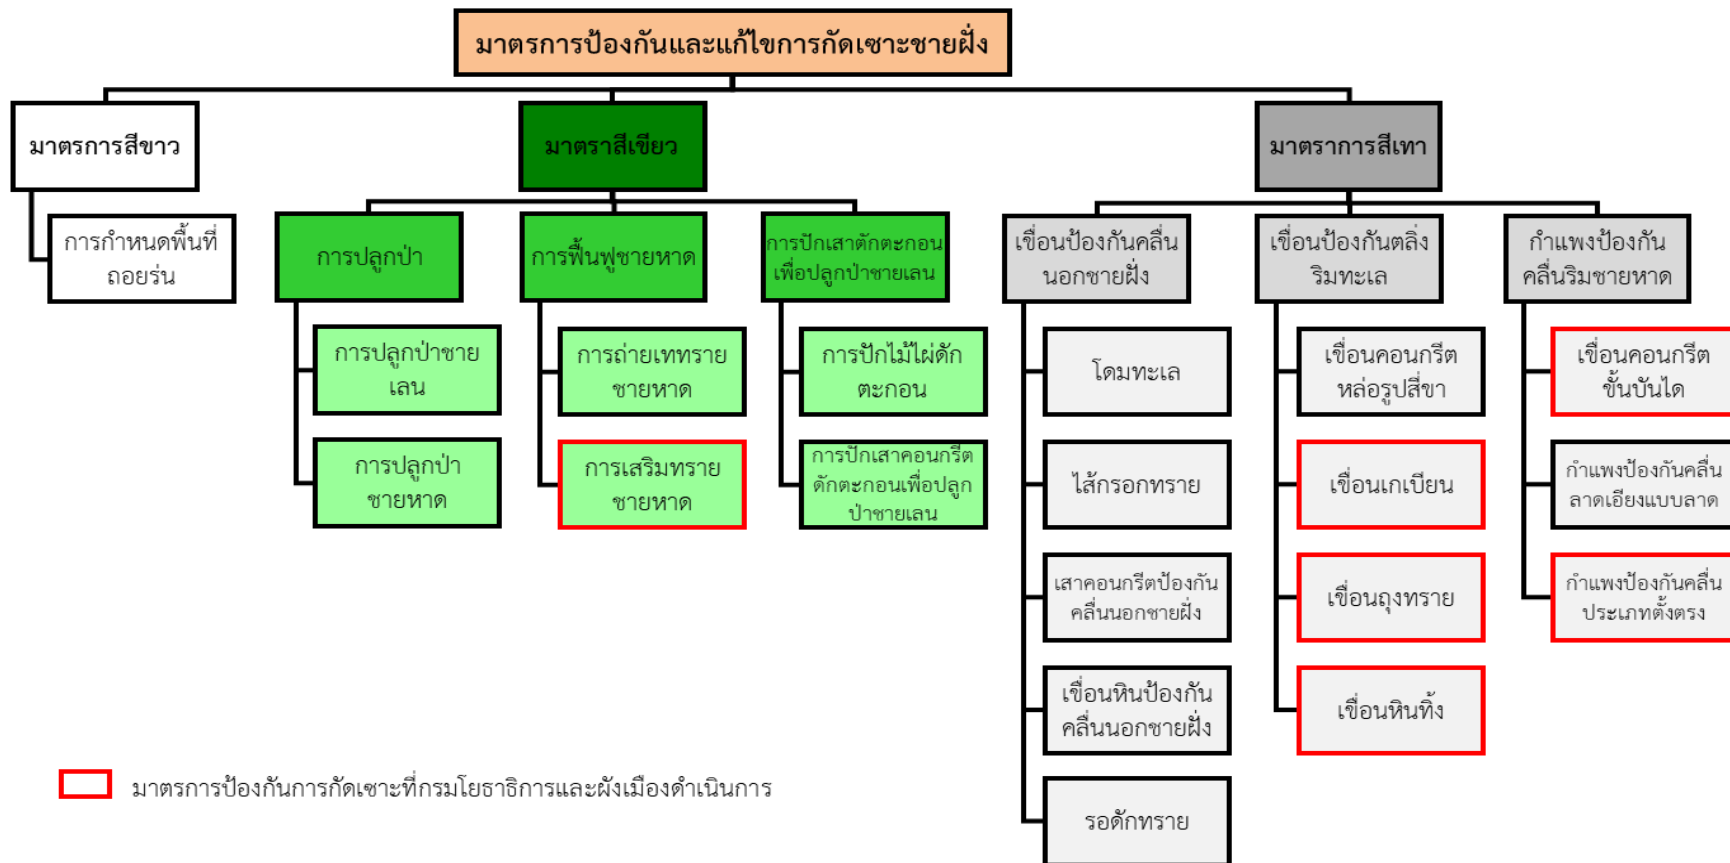 มาตรการป้องกันและแก้ไขการกัดเซาะชายฝั่ง
มาตรการสีขาว
มาตราสีเขียว
มาตราการสีเทา
การกำหนดพื้นที่
ถอยร่น
การปลูกป่า
การฟื้นฟูชายหาด
การปักเสาดักตะกอน
เพื่อปลูกป่าชายเลน
เขื่อนป้องกันคลื่น
นอกชายฝั่ง
เขื่อนป้องกันตลิ่ง
ริมทะเล
กำแพงป้องกัน
คลื่นริมชายหาด
การปลูกป่าชาย
เลน
การถ่ายเททราย
ชายหาด
การปักไม้ไผ่ดัก
ตะกอน
โดมทะเล
เขื่อนคอนกรีต
หล่อรูปสี่ขา
เขื่อนคอนกรีต
ขั้นบันได
การปลูกป่า
ชายหาด
การเสริมทราย
ชายหาด
การปักเสาคอนกรีต
ดักตะกอนเพื่อปลูก
ป่าชายเลน
ไส้กรอกทราย
เขื่อนเกเบียน
กำแพงป้องกันคลื่น
ลาดเอียงแบบลาด
เสาคอนกรีตป้องกัน
คลื่นนอกชายฝั่ง
เขื่อนถุงทราย
กำแพงป้องกันคลื่น
ประเภทตั้งตรง
เขื่อนหินป้องกัน
คลื่นนอกชายฝั่ง
เขื่อนหินทิ้ง
รอดักทราย
มาตรการป้องกันการกัดเซาะที่กรมโยธาธิการและผังเมืองดำเนินการ